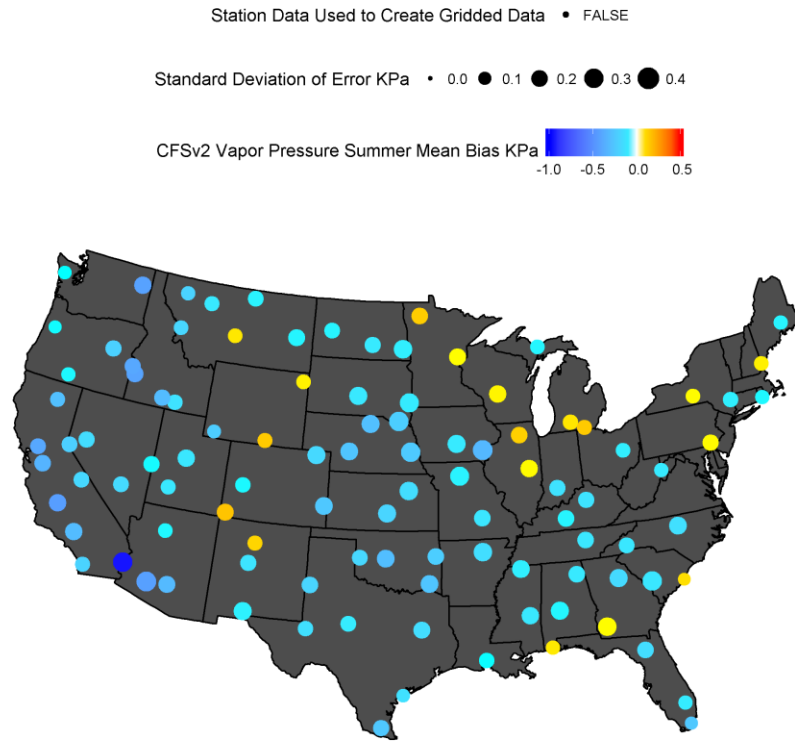 Station Data Used to Create Gridded Data • FALSE
Standard Deviation of Error KPa 0.0 0.1 0.2 0.3 0.4
CFSv2 Vapor Pressure Summer Mean Bias KPa
-1.0 -0.5 0.0 0.5